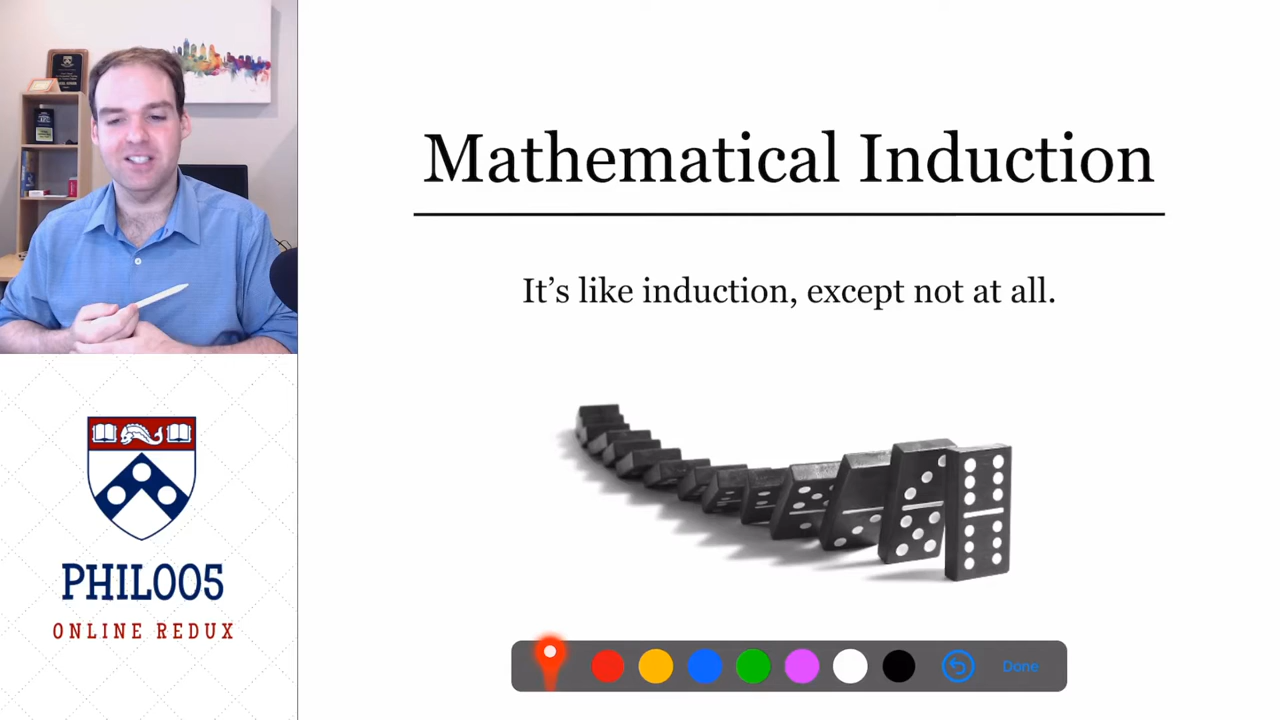 Mathematical Induction
It’s like induction, except not at all.
PHIL005
ONLINE REDUX
Done